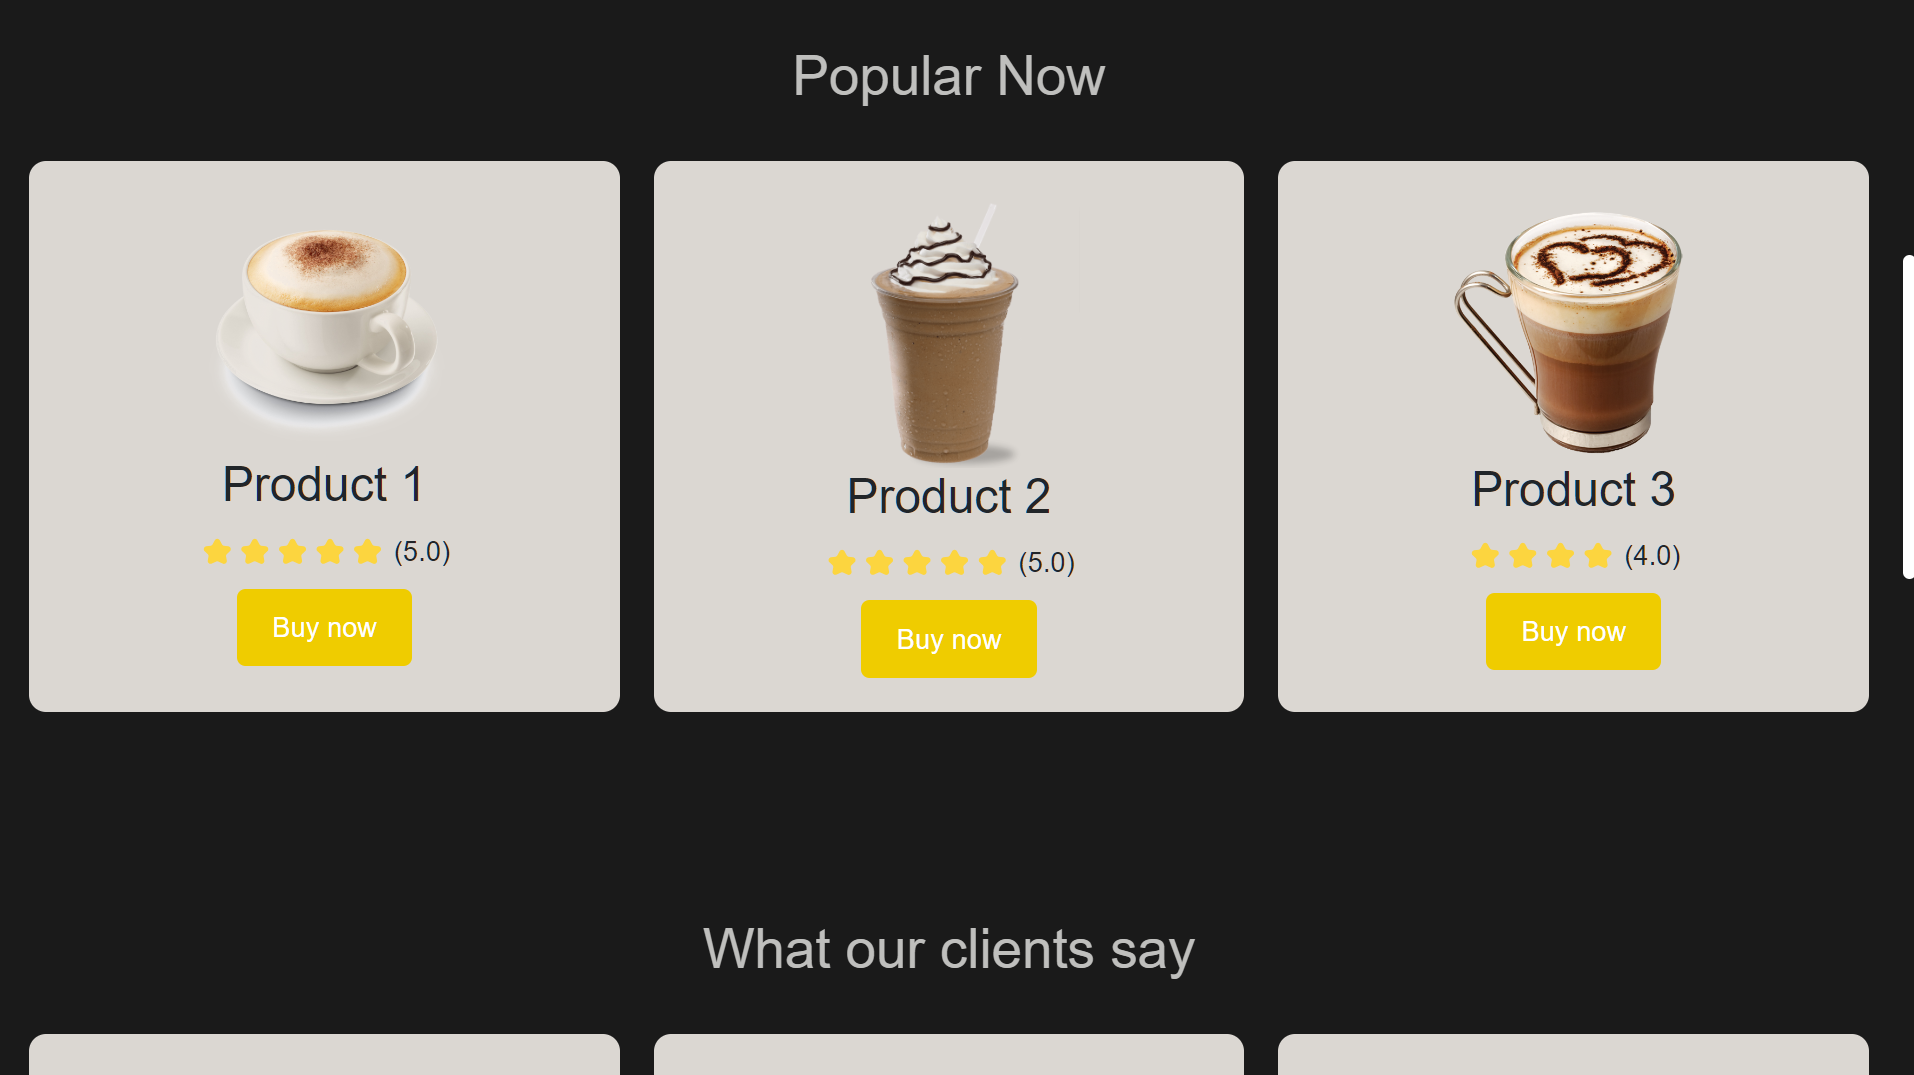 Popular Now
Product 1
(5.0)
Buy now
Product 2
(5.0)
Buy now
Product 3
(4.0)
Buy now
What our clients say